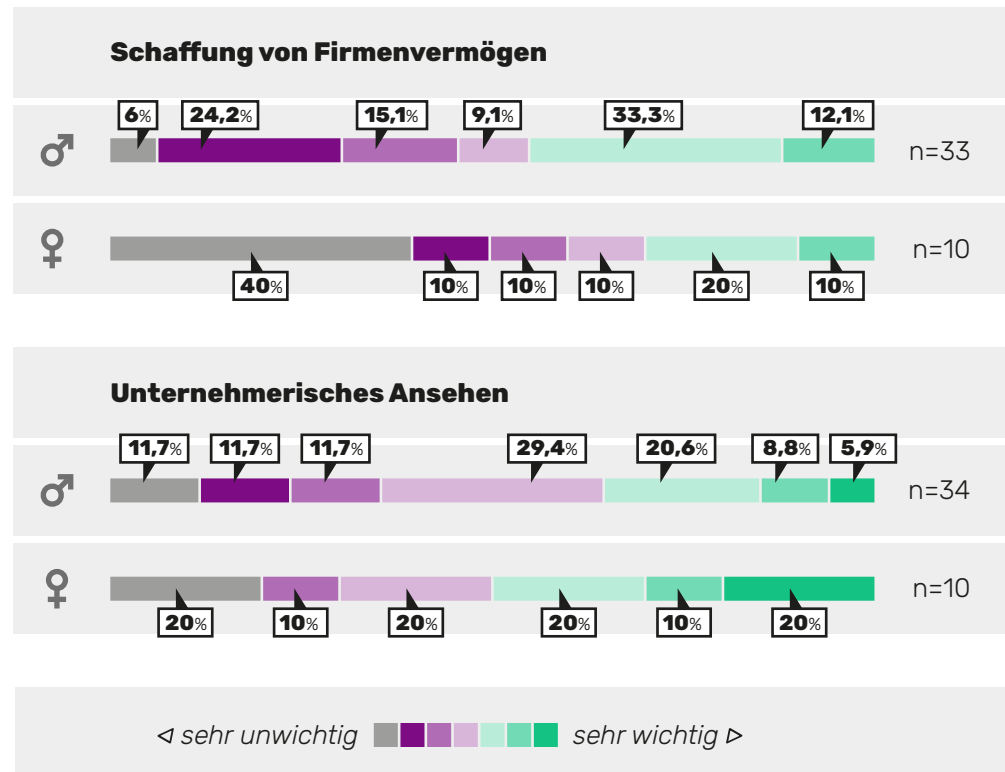 Schaffung von Firmenvermögen
6% 24,2% 15,1% 9,1% 33,3% 12,1%
n=33
n=10
40% 10% 10% 10% 20% 10%
Unternehmerisches Ansehen
11,7% 11,7% 11,7% 29,4% 20,6% 8,8% 5,9%
n=34
n=10
20% 10% 20% 20% 10% 20%
sehr unwichtig sehr wichtig